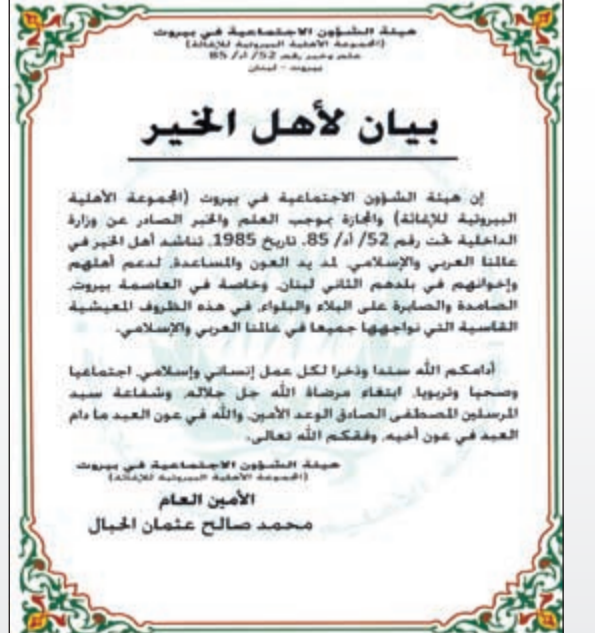 هيئة الشؤون الاجتماعية في بيروت
(المجموعة الأهلية البيروتية للإغاثة)
علم وخبر رقم 52/ أد/ 85
بيروت - لبنان
بيان لأهل الخير
إن هيئة الشؤون الاجتماعية في بيروت (المجموعة الأهلية
البيروتية للإغاثة) والمجازة بموجب العلم والخبر الصادر عن وزارة
الداخلية تحت رقم 52/ أد/ 85، تاريخ 1985، تناشد أهل الخير في
عالمنا العربي والإسلامي، لمد يد العون والمساعدة، لدعم أهلهم
وإخوانهم في بلدهم الثاني لبنان، وخاصة في العاصمة بيروت،
الصامدة والصابرة على البلاء والبلواء، في هذه الظروف المعيشية
القاسية التي نواجهها جميعا في عالمنا العربي والإسلامي.
أدامكم الله سندا وذخرا لكل عمل إنساني وإسلامي، اجتماعيا
وصحيا وتربويا، ابتغاء مرضاة الله جل جلاله، وشفاعة سيد
المرسلين المصطفى الصادق الوعد الأمين، والله في عون العبد ما دام
العبد في عون أخيه، وفقكم الله تعالى.
هيئة الشؤون الاجتماعية في بيروت
(المجموعة الأهلية البيروتية للإغاثة)
الأمين العام
محمد صالح عثمان الحبال